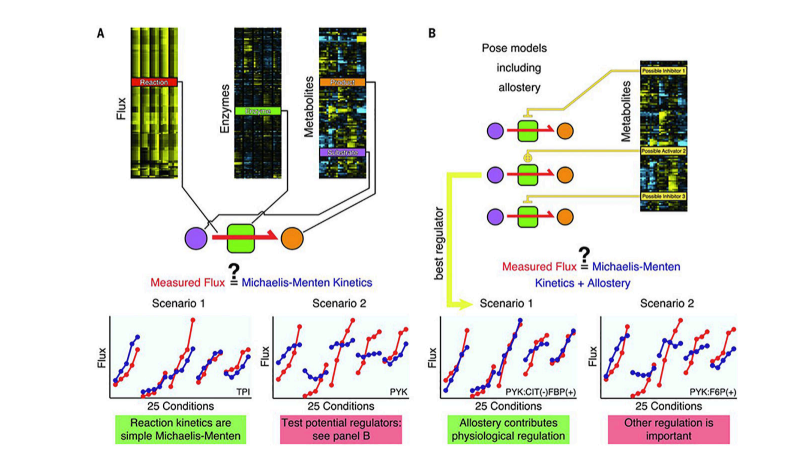 A
Flux
Reaction
Enzymes
Enzyme
Metabolites
Product
Substrate
?
Measured Flux = Michaelis-Menten Kinetics
Scenario 1
Scenario 2
Flux
TPI
Flux
PYK
25 Conditions
25 Conditions
Reaction kinetics are
simple Michaelis-Menten
Test potential regulators:
see panel B
B
Pose models
including
allostery
Metabolites
Possible Inhibitor 1
Possible Activator 2
Possible Inhibitor 3
best regulator
?
Measured Flux = Michaelis-Menten
Kinetics + Allostery
Scenario 1
Scenario 2
Flux
PYK:CIT(-)FBP(+)
Flux
PYK:F6P(+)
25 Conditions
25 Conditions
Allostery contributes
physiological regulation
Other regulation is
important